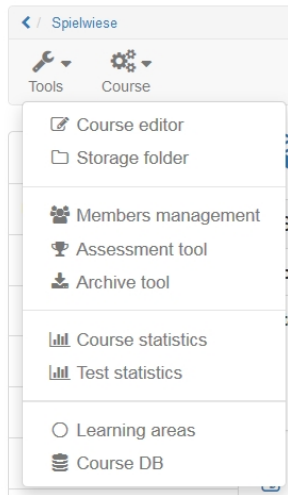 / Spielwiese
Tools Course
Course editor
Storage folder
Members management
Assessment tool
Archive tool
Course statistics
Test statistics
Learning areas
Course DB